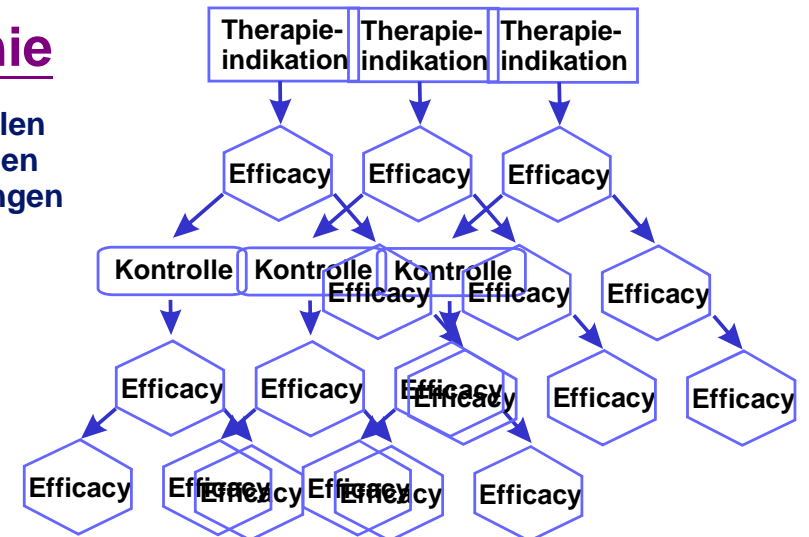 nie
Therapie- Therapie- Therapie-
indikation indikation indikation
len
en
ngen
Efficacy Efficacy Efficacy
Kontrolle Kontrolle Kontrolle
Efficacy Efficacy Efficacy
Efficacy Efficacy Efficacy Efficacy Efficacy Efficacy
Efficacy Efficacy Efficacy Efficacy Efficacy Efficacy